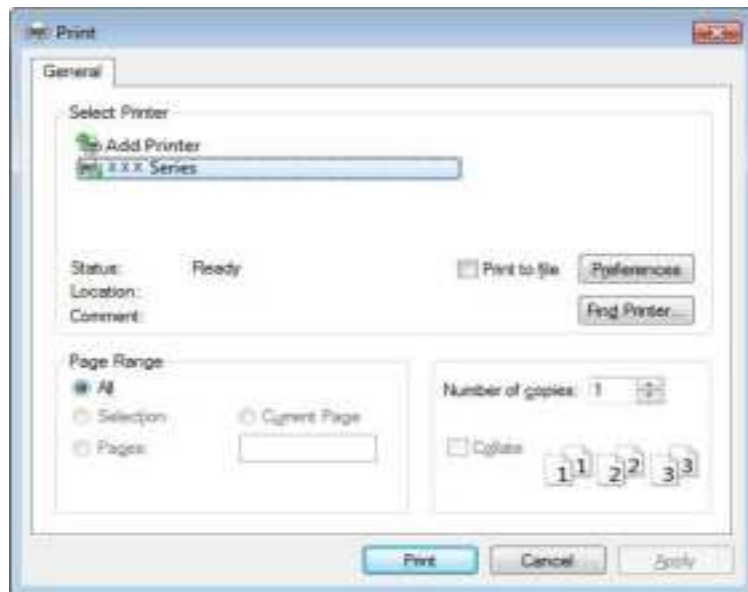 Print
General
Select Printer
Add Printer
XXX Series
Status: Ready
Location:
Comment:
Print to file
Preferences
Find Printer...
Page Range
All
Selection
Current Page
Pages:
Number of copies: 1
Collate
1 1 2 2 3 3
Print
Cancel
Apply